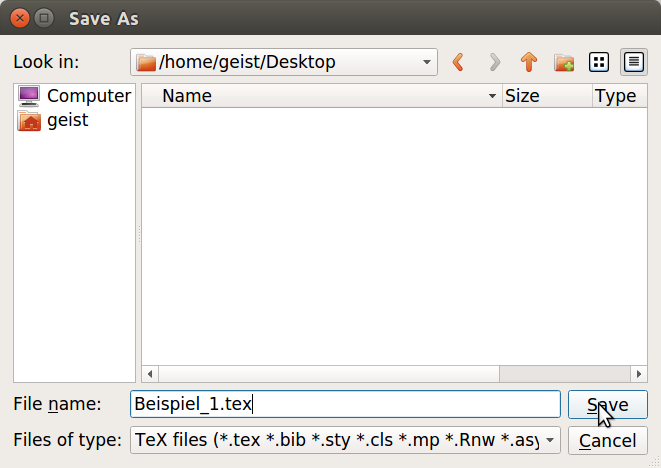 Save As
Look in: /home/geist/Desktop
Computer
geist
Name Size Type
File name: Beispiel_1.tex Save
Files of type: TeX files (*.tex *.bib *.sty *.cls *.mp *.Rnw *.asy Cancel